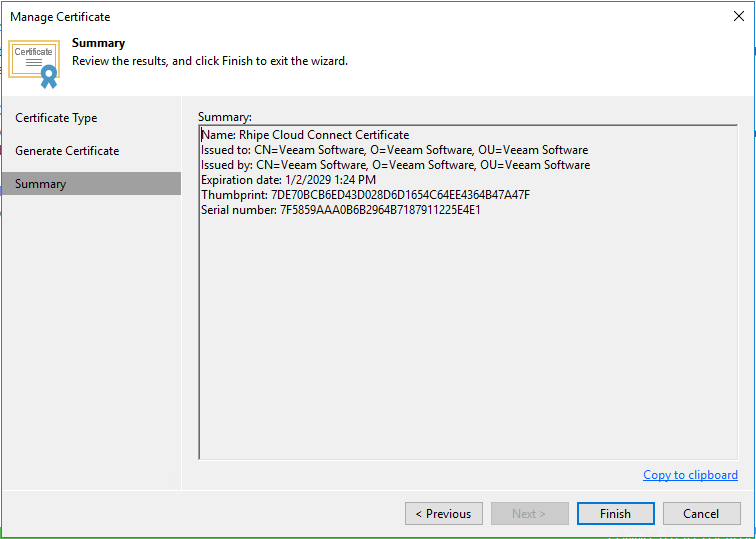 Manage Certificate
Certificate
Summary
Review the results, and click Finish to exit the wizard.
Certificate Type
Generate Certificate
Summary
Summary:
Name: Rhipe Cloud Connect Certificate
Issued to: CN=Veeam Software, O=Veeam Software, OU=Veeam Software
Issued by: CN=Veeam Software, O=Veeam Software, OU=Veeam Software
Expiration date: 1/2/2029 1:24 PM
Thumbprint: 7DE70BCB6ED43D028D6D1654C64EE4364B47A47F
Serial number: 7F5859AAA0B6B2964B7187911225E4E1
Copy to clipboard
< Previous
Next >
Finish
Cancel